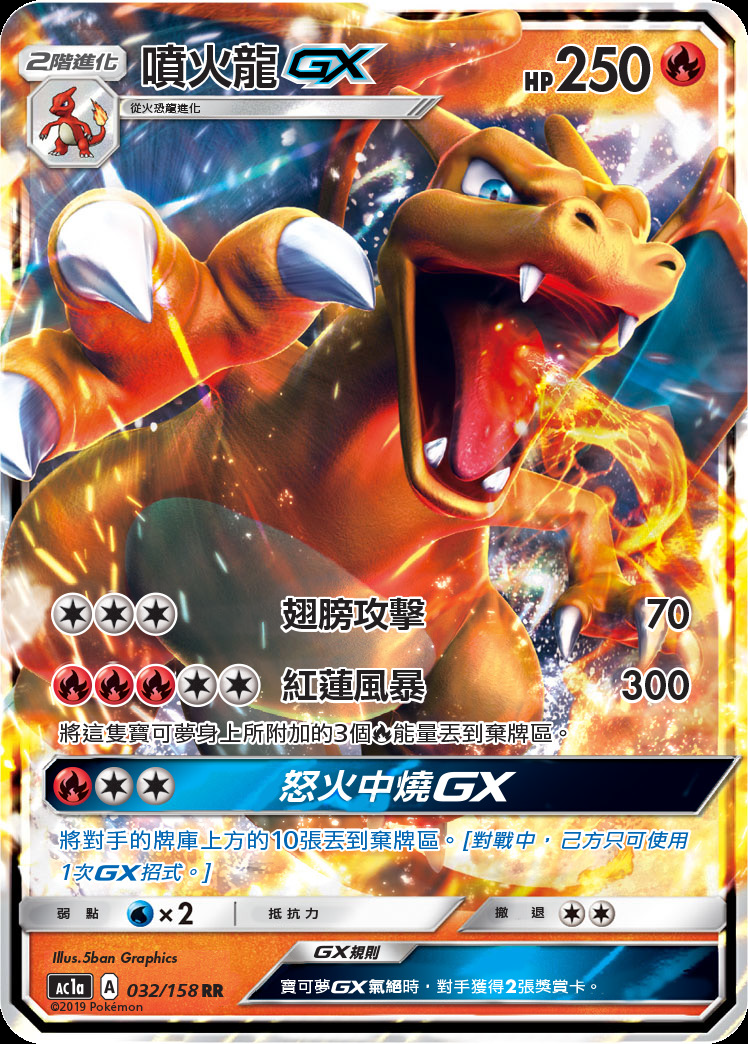 2階進化 噴火龍GX HP250
從火恐龍進化
翅膀攻擊 70
紅蓮風暴 300
將這隻寶可夢身上所附加的3個能量丟到棄牌區。
怒火中燒GX
將對手的牌庫上方的10張丟到棄牌區。[對戰中,己方只可使用
1次GX招式。]
弱點 ×2 抵抗力 撤退
Illus.5ban Graphics
GX規則
AC1a A 032/158 RR
寶可夢GX氣絕時,對手獲得2張獎賞卡。
©2019 Pokémon